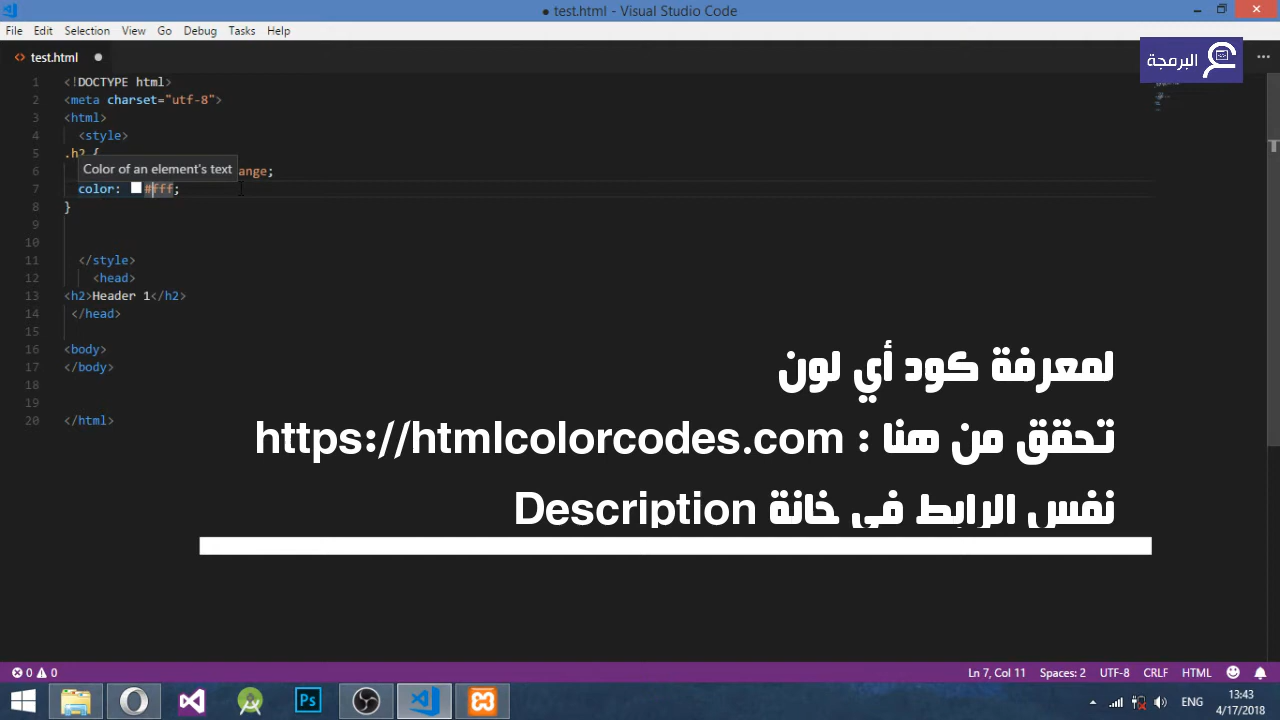 ● test.html - Visual Studio Code
File Edit Selection View Go Debug Tasks Help
<> test.html ●
البرمجة
1 <!DOCTYPE html>
2 <meta charset="utf-8">
3 <html>
4 <style>
5 .h2 {
Color of an element's text
6 ange;
7 color: #fff;
8 }
9
10
11 </style>
12 <head>
13 <h2>Header 1</h2>
14 </head>
15
16 <body>
17 </body>
18
19
20 </html>
لمعرفة كود أي لون
تحقق من هنا : https://htmlcolorcodes.com
نفس الرابط في خانة Description
0 0
Ln 7, Col 11 Spaces: 2 UTF-8 CRLF HTML
Ps
ENG
13:43
4/17/2018